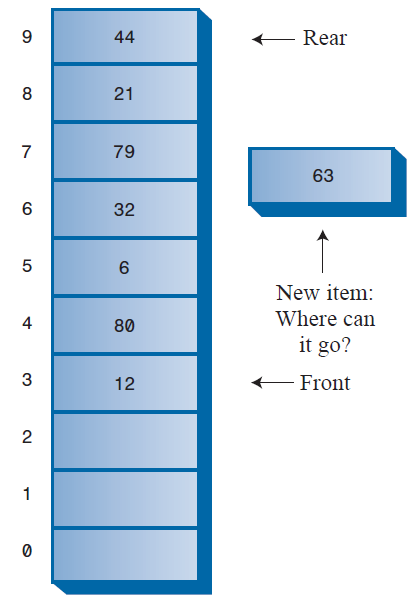 9 44 Rear
8 21
7 79
63
6 32
5 6
New item:
Where can
it go?
4 80
3 12 Front
2
1
0